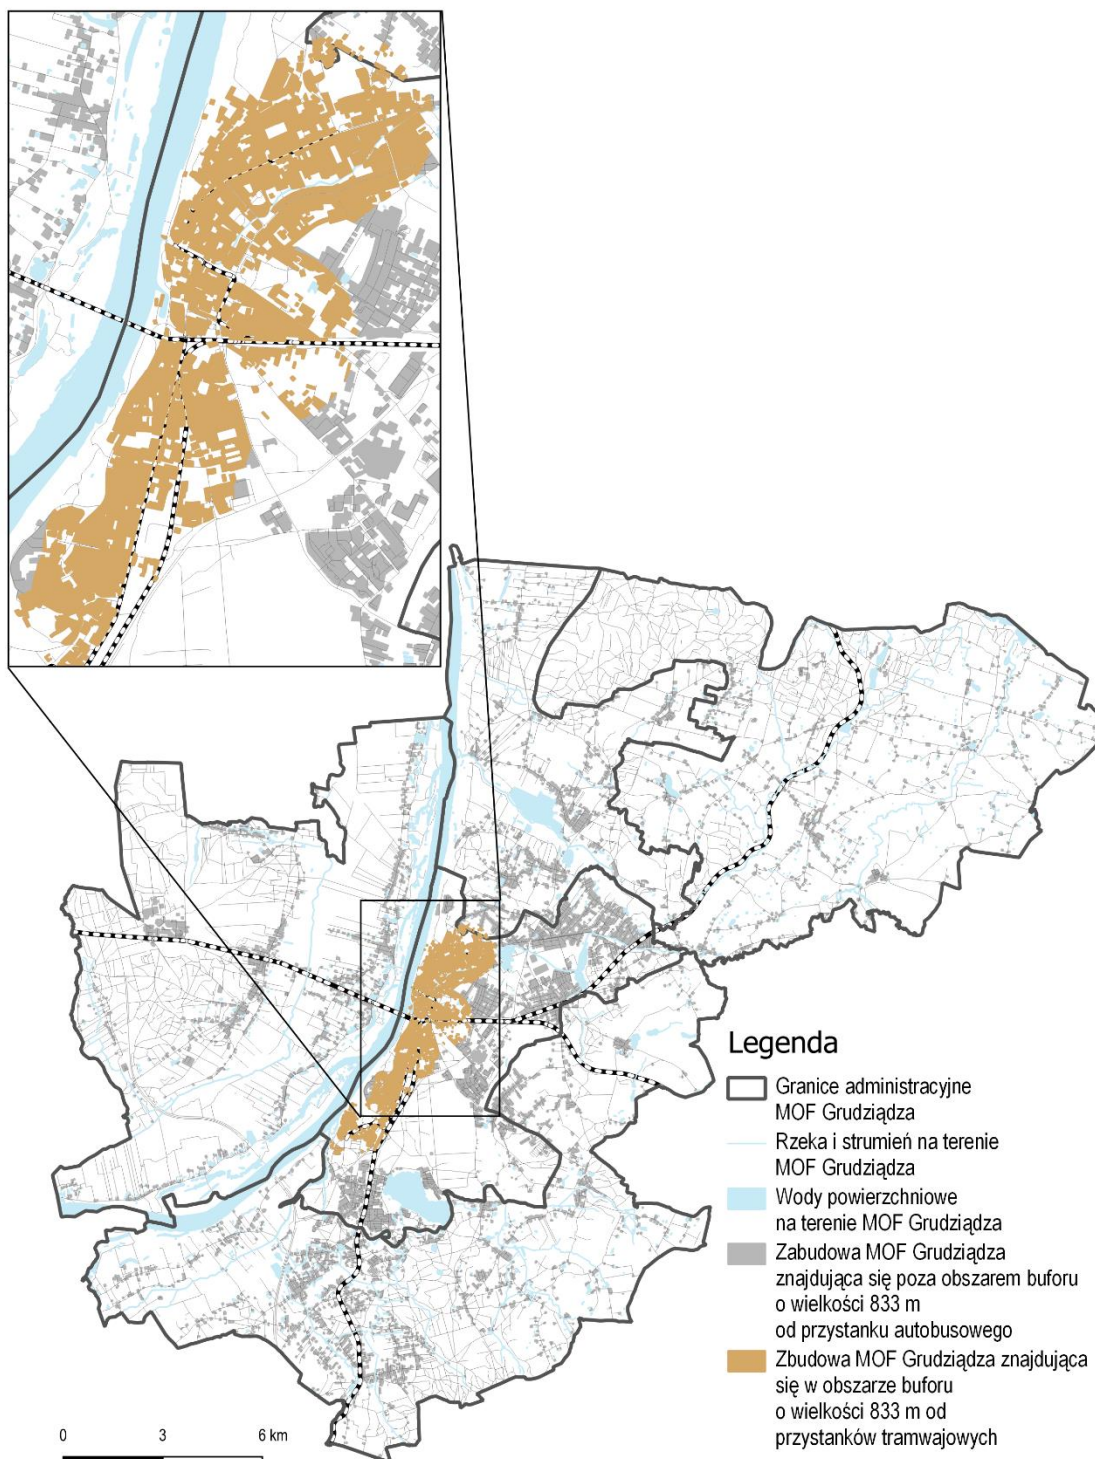 Legenda
Granice administracyjne
MOF Grudziądza
Rzeka i strumień na terenie
MOF Grudziądza
Wody powierzchniowe
na terenie MOF Grudziądza
Zabudowa MOF Grudziądza
znajdująca się poza obszarem buforu
o wielkości 833 m
od przystanku autobusowego
Zbudowa MOF Grudziądza znajdująca
się w obszarze buforu
o wielkości 833 m od
przystanków tramwajowych
0 3 6 km